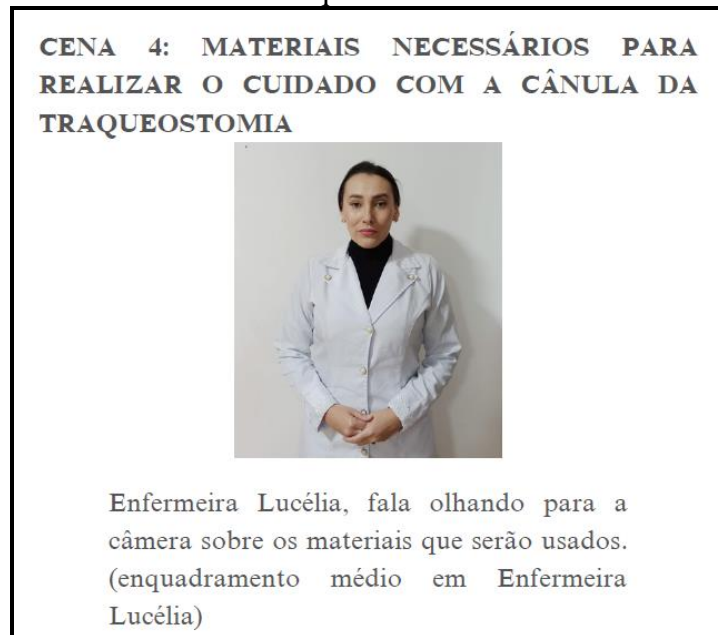 CENA 4: MATERIAIS NECESSÁRIOS PARA
REALIZAR O CUIDADO COM A CÂNULA DA
TRAQUEOSTOMIA
Enfermeira Lucélia, fala olhando para a
câmera sobre os materiais que serão usados.
(enquadramento médio em Enfermeira
Lucélia)